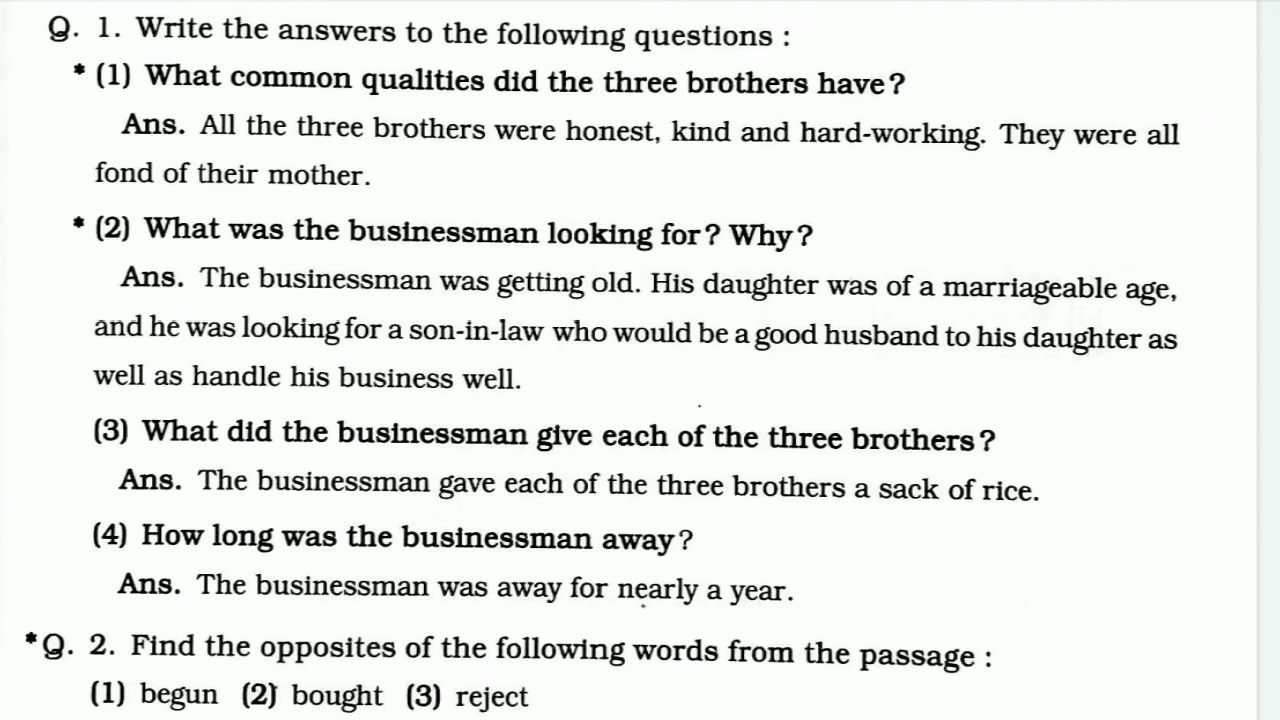 Q. 1. Write the answers to the following questions :
* (1) What common qualities did the three brothers have?
Ans. All the three brothers were honest, kind and hard-working. They were all
fond of their mother.
* (2) What was the businessman looking for? Why?
Ans. The businessman was getting old. His daughter was of a marriageable age,
and he was looking for a son-in-law who would be a good husband to his daughter as
well as handle his business well.
(3) What did the businessman give each of the three brothers?
Ans. The businessman gave each of the three brothers a sack of rice.
(4) How long was the businessman away?
Ans. The businessman was away for nearly a year.
*Q. 2. Find the opposites of the following words from the passage :
(1) begun (2) bought (3) reject